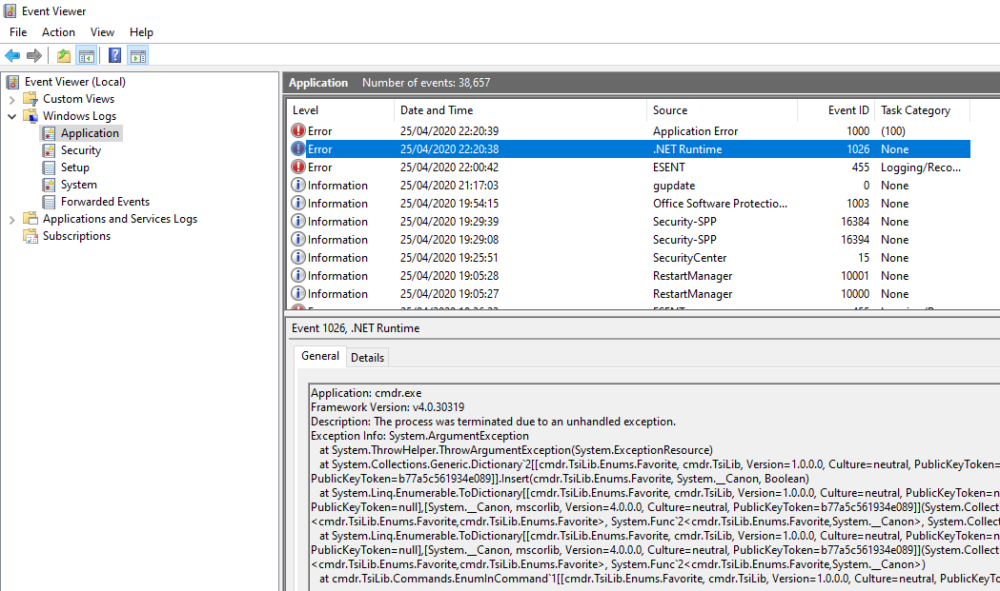 Event Viewer
File Action View Help
Event Viewer (Local)
Custom Views
Windows Logs
Application
Security
Setup
System
Forwarded Events
Applications and Services Logs
Subscriptions
Application Number of events: 38,657
Level Date and Time Source Event ID Task Category
Error 25/04/2020 22:20:39 Application Error 1000 (100)
Error 25/04/2020 22:20:38 .NET Runtime 1026 None
Error 25/04/2020 22:00:42 ESENT 455 Logging/Reco...
Information 25/04/2020 21:17:03 gupdate 0 None
Information 25/04/2020 19:54:15 Office Software Protectio... 1003 None
Information 25/04/2020 19:29:39 Security-SPP 16384 None
Information 25/04/2020 19:29:08 Security-SPP 16394 None
Information 25/04/2020 19:25:51 SecurityCenter 15 None
Information 25/04/2020 19:05:28 RestartManager 10001 None
Information 25/04/2020 19:05:27 RestartManager 10000 None
Event 1026, .NET Runtime
General Details
Application: cmdr.exe
Framework Version: v4.0.30319
Description: The process was terminated due to an unhandled exception.
Exception Info: System.ArgumentException
at System.ThrowHelper.ThrowArgumentException(System.ExceptionResource)
at System.Collections.Generic.Dictionary`2[[cmdr.TsiLib.Enums.Favorite, cmdr.TsiLib, Version=1.0.0.0, Culture=neutral, PublicKeyToken=
PublicKeyToken=b77a5c561934e089]].Insert(cmdr.TsiLib.Enums.Favorite, System.__Canon, Boolean)
at System.Linq.Enumerable.ToDictionary[[cmdr.TsiLib.Enums.Favorite, cmdr.TsiLib, Version=1.0.0.0, Culture=neutral, PublicKeyToken=n
PublicKeyToken=null],[System.__Canon, mscorlib, Version=4.0.0.0, Culture=neutral, PublicKeyToken=b77a5c561934e089]](System.Collect
<cmdr.TsiLib.Enums.Favorite,cmdr.TsiLib.Enums.Favorite>, System.Func`2<cmdr.TsiLib.Enums.Favorite,System.__Canon>, System.Collect
at System.Linq.Enumerable.ToDictionary[[cmdr.TsiLib.Enums.Favorite, cmdr.TsiLib, Version=1.0.0.0, Culture=neutral, PublicKeyToken=n
PublicKeyToken=null],[System.__Canon, mscorlib, Version=4.0.0.0, Culture=neutral, PublicKeyToken=b77a5c561934e089]](System.Collect
<cmdr.TsiLib.Enums.Favorite,cmdr.TsiLib.Enums.Favorite>, System.Func`2<cmdr.TsiLib.Enums.Favorite,System.__Canon>)
at cmdr.TsiLib.Commands.EnumInCommand`1[[cmdr.TsiLib.Enums.Favorite, cmdr.TsiLib, Version=1.0.0.0, Culture=neutral, PublicKeyTo